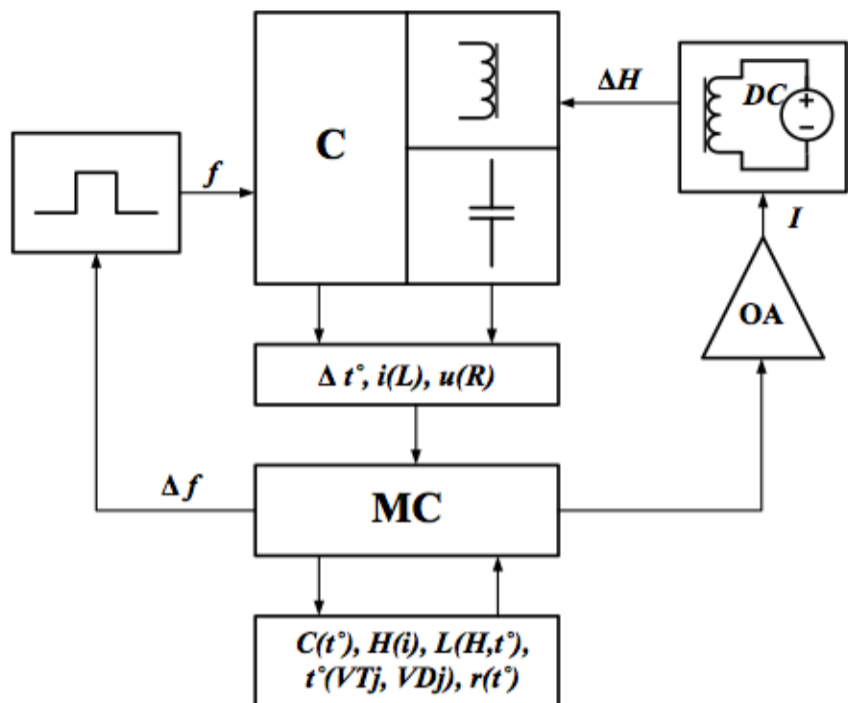 C
ΔH
DC
+
−
f
I
OA
Δ t°, i(L), u(R)
Δ f
MC
C(t°), H(i), L(H,t°),
t°(VTj, VDj), r(t°)